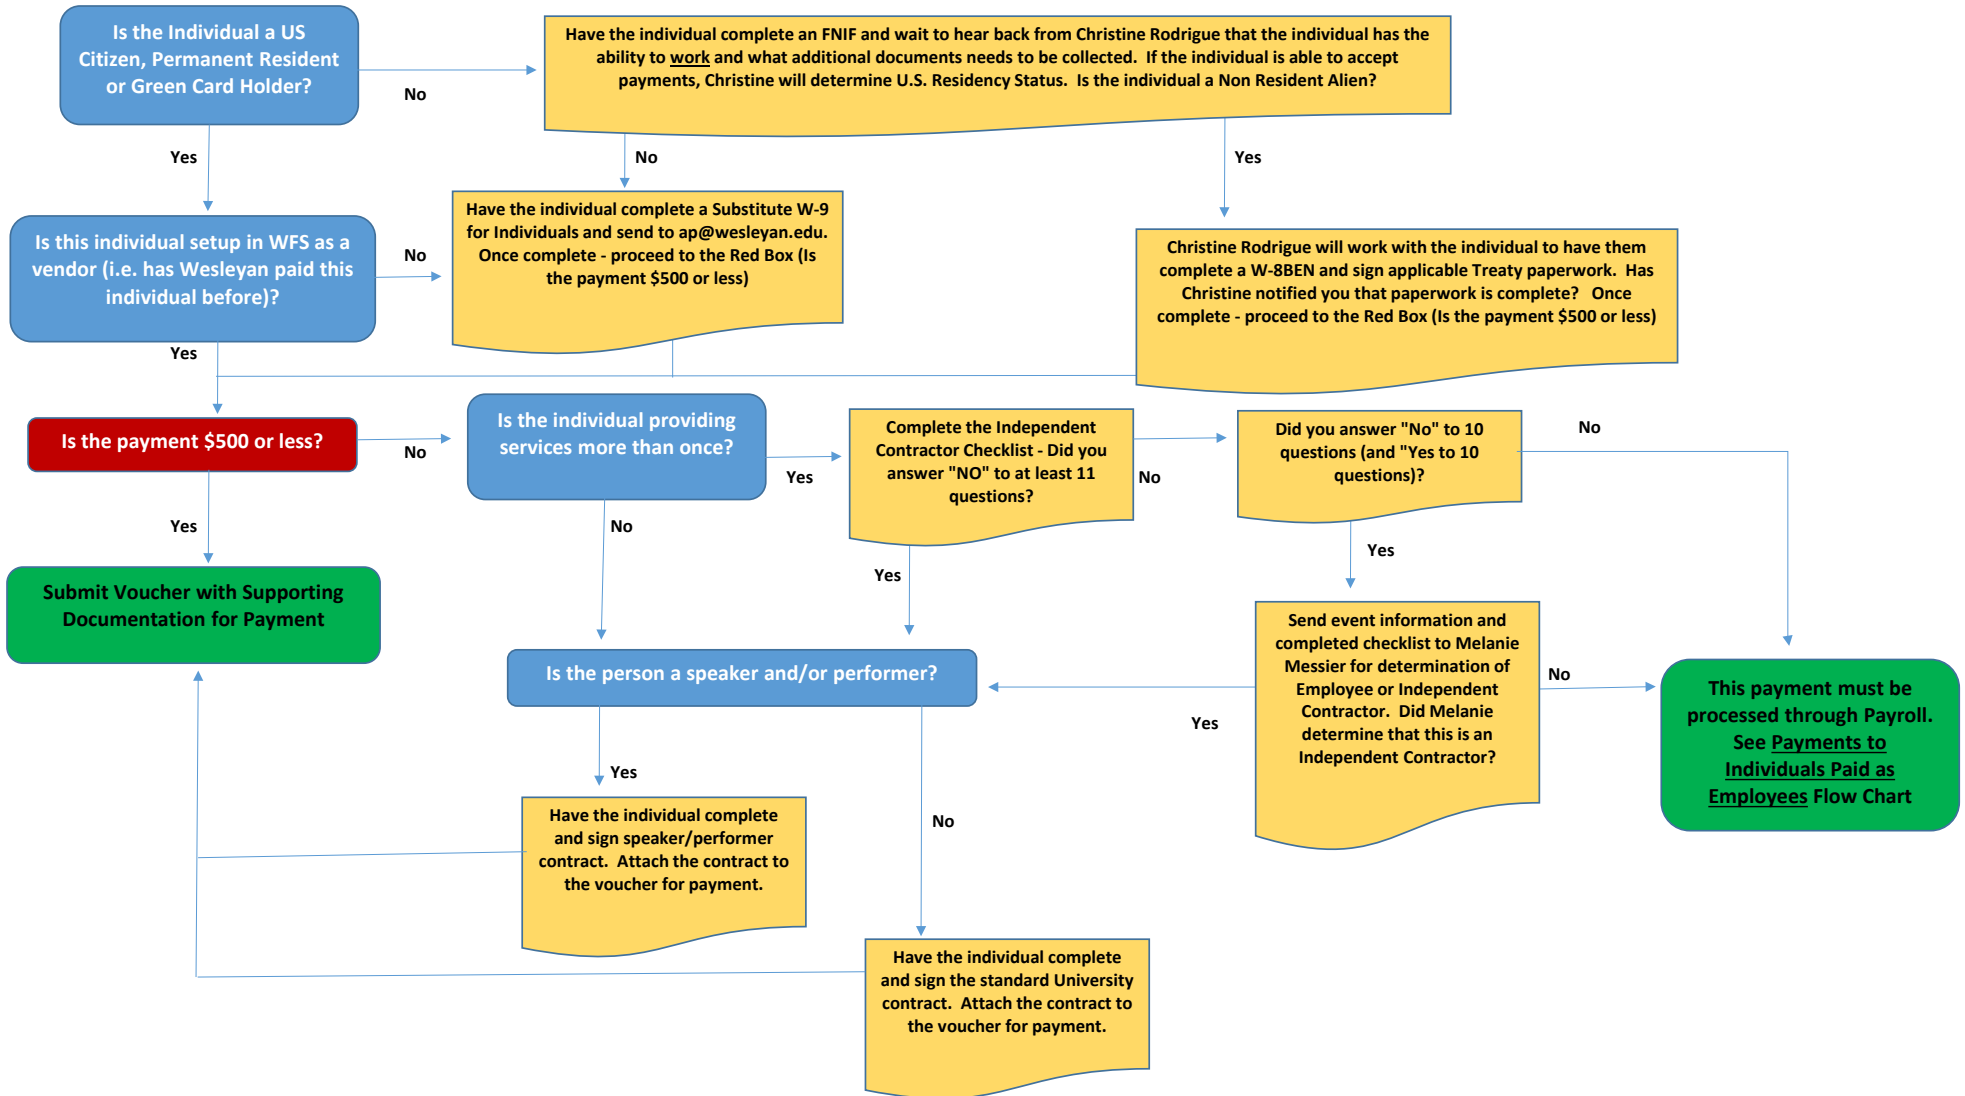 Is the Individual a US
Citizen, Permanent Resident
or Green Card Holder?
No
Have the individual complete an FNIF and wait to hear back from Christine Rodrigue that the individual has the
ability to work and what additional documents needs to be collected.  If the individual is able to accept
payments, Christine will determine U.S. Residency Status.  Is the individual a Non Resident Alien?
Yes
No
Yes
Is this individual setup in WFS as a
vendor (i.e. has Wesleyan paid this
individual before)?
No
Have the individual complete a Substitute W-9
for Individuals and send to ap@wesleyan.edu.
Once complete - proceed to the Red Box (Is
the payment $500 or less)
Christine Rodrigue will work with the individual to have them
complete a W-8BEN and sign applicable Treaty paperwork.  Has
Christine notified you that paperwork is complete?   Once
complete - proceed to the Red Box (Is the payment $500 or less)
Yes
Is the payment $500 or less?
No
Is the individual providing
services more than once?
Yes
Complete the Independent
Contractor Checklist - Did you
answer "NO" to at least 11
questions?
No
Did you answer "No" to 10
questions (and "Yes to 10
questions)?
No
Yes
No
Yes
Yes
Submit Voucher with Supporting
Documentation for Payment
Is the person a speaker and/or performer?
Send event information and
completed checklist to Melanie
Messier for determination of
Employee or Independent
Contractor.  Did Melanie
determine that this is an
Independent Contractor?
Yes
No
This payment must be
processed through Payroll.
See Payments to
Individuals Paid as
Employees Flow Chart
Yes
No
Have the individual complete
and sign speaker/performer
contract.  Attach the contract to
the voucher for payment.
Have the individual complete
and sign the standard University
contract.  Attach the contract to
the voucher for payment.